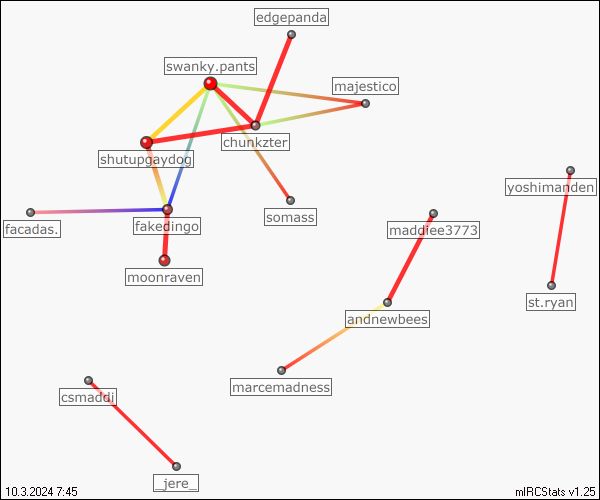 edgepanda
swanky.pants
majestico
chunkzter
shutupgaydog
yoshimanden
somass
facadas.
fakedingo
maddiee3773
moonraven
st.ryan
andnewbees
marcemadness
csmaddi
_jere_
10.3.2024 7:45
mIRCStats v1.25